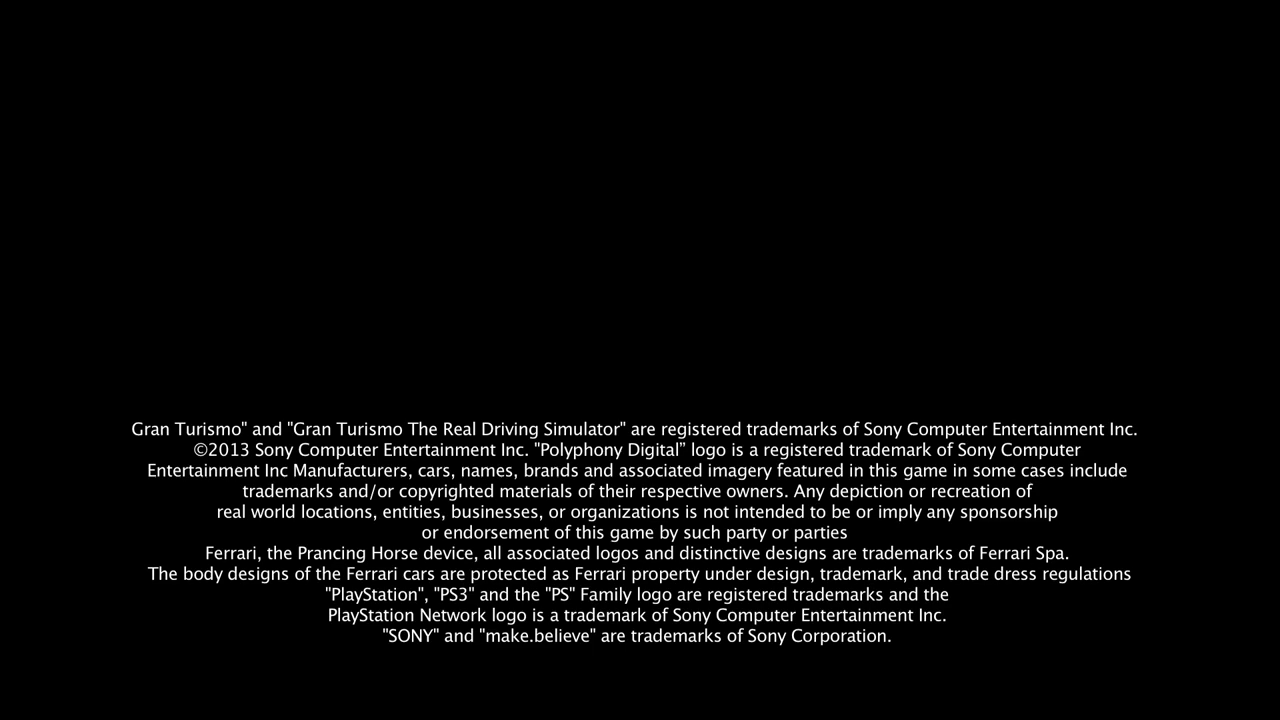 Gran Turismo" and "Gran Turismo The Real Driving Simulator" are registered trademarks of Sony Computer Entertainment Inc.
©2013 Sony Computer Entertainment Inc. "Polyphony Digital” logo is a registered trademark of Sony Computer
Entertainment Inc Manufacturers, cars, names, brands and associated imagery featured in this game in some cases include
trademarks and/or copyrighted materials of their respective owners. Any depiction or recreation of
real world locations, entities, businesses, or organizations is not intended to be or imply any sponsorship
or endorsement of this game by such party or parties
Ferrari, the Prancing Horse device, all associated logos and distinctive designs are trademarks of Ferrari Spa.
The body designs of the Ferrari cars are protected as Ferrari property under design, trademark, and trade dress regulations
"PlayStation", "PS3" and the "PS" Family logo are registered trademarks and the
PlayStation Network logo is a trademark of Sony Computer Entertainment Inc.
"SONY" and "make.believe" are trademarks of Sony Corporation.